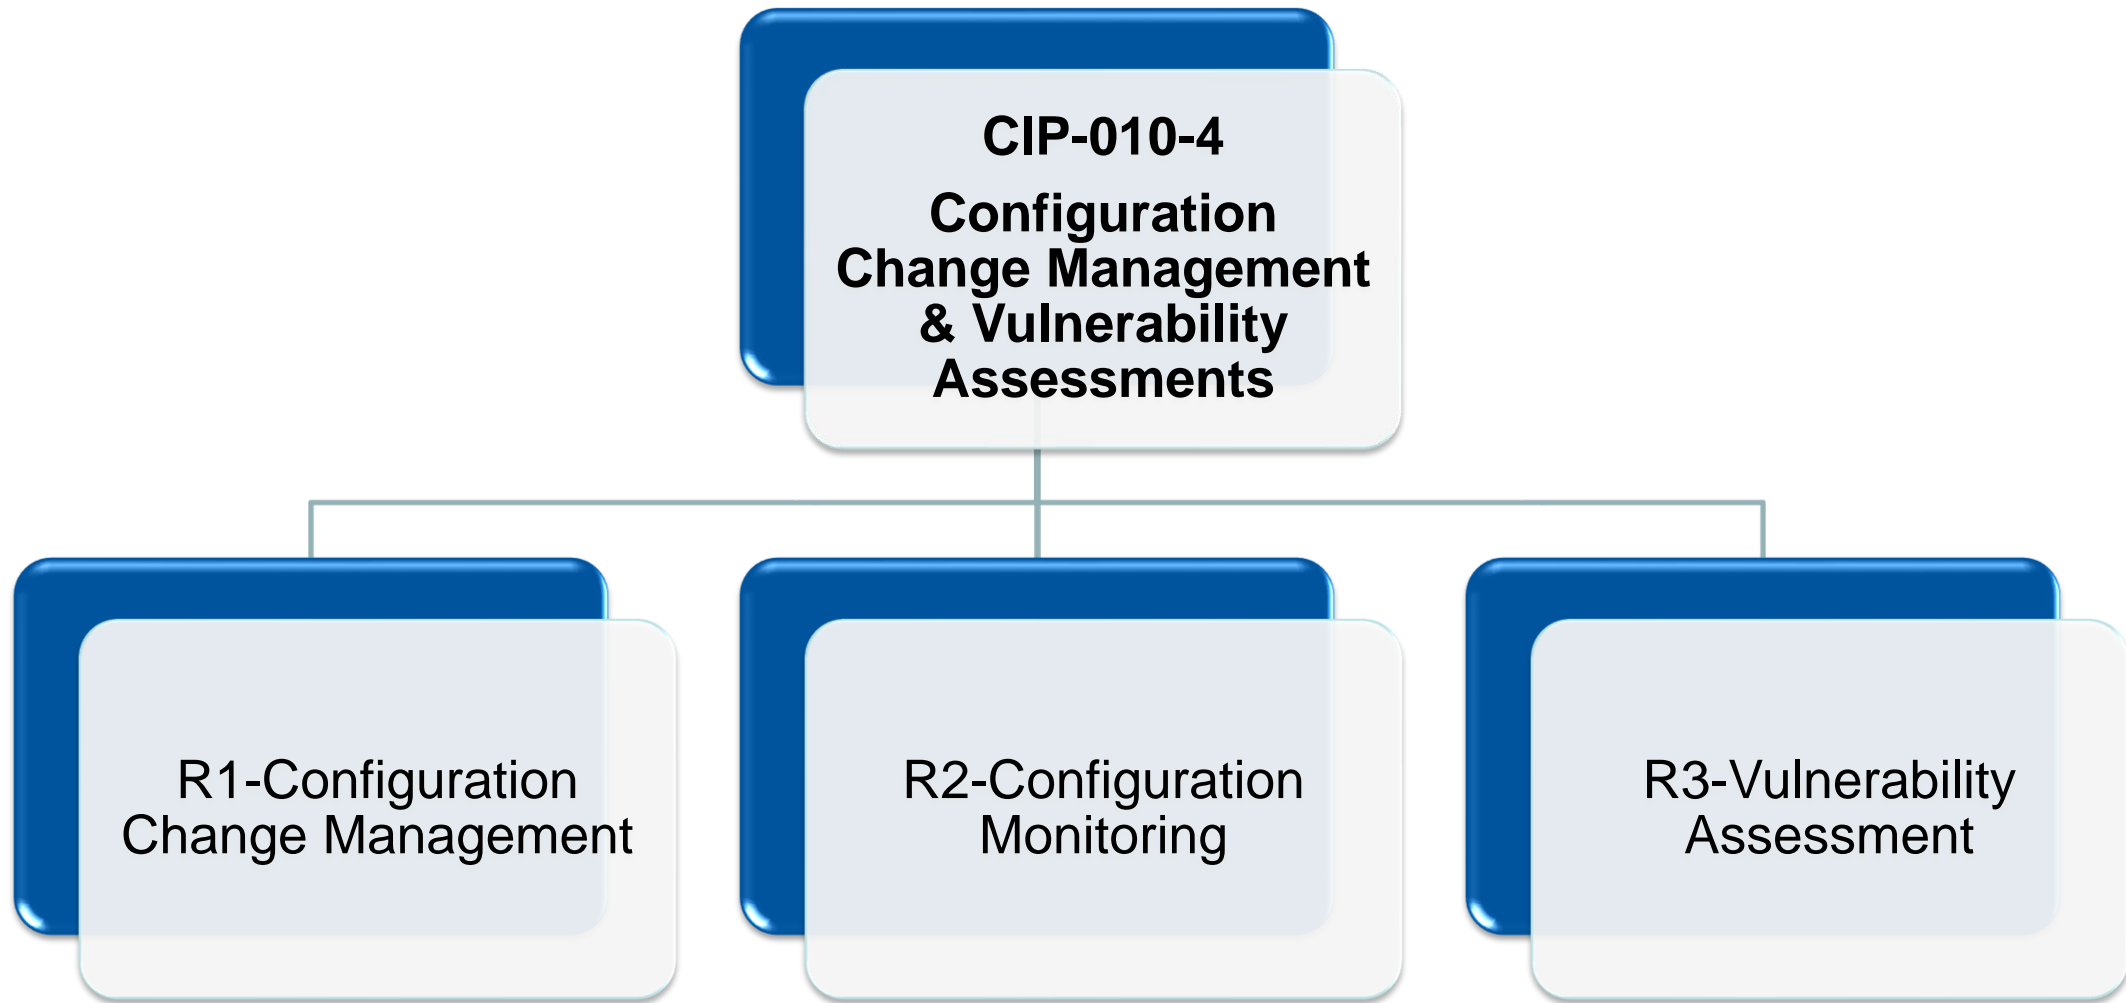 CIP-010-4
Configuration
Change Management
& Vulnerability
Assessments
R1-Configuration
Change Management
R2-Configuration
Monitoring
R3-Vulnerability
Assessment